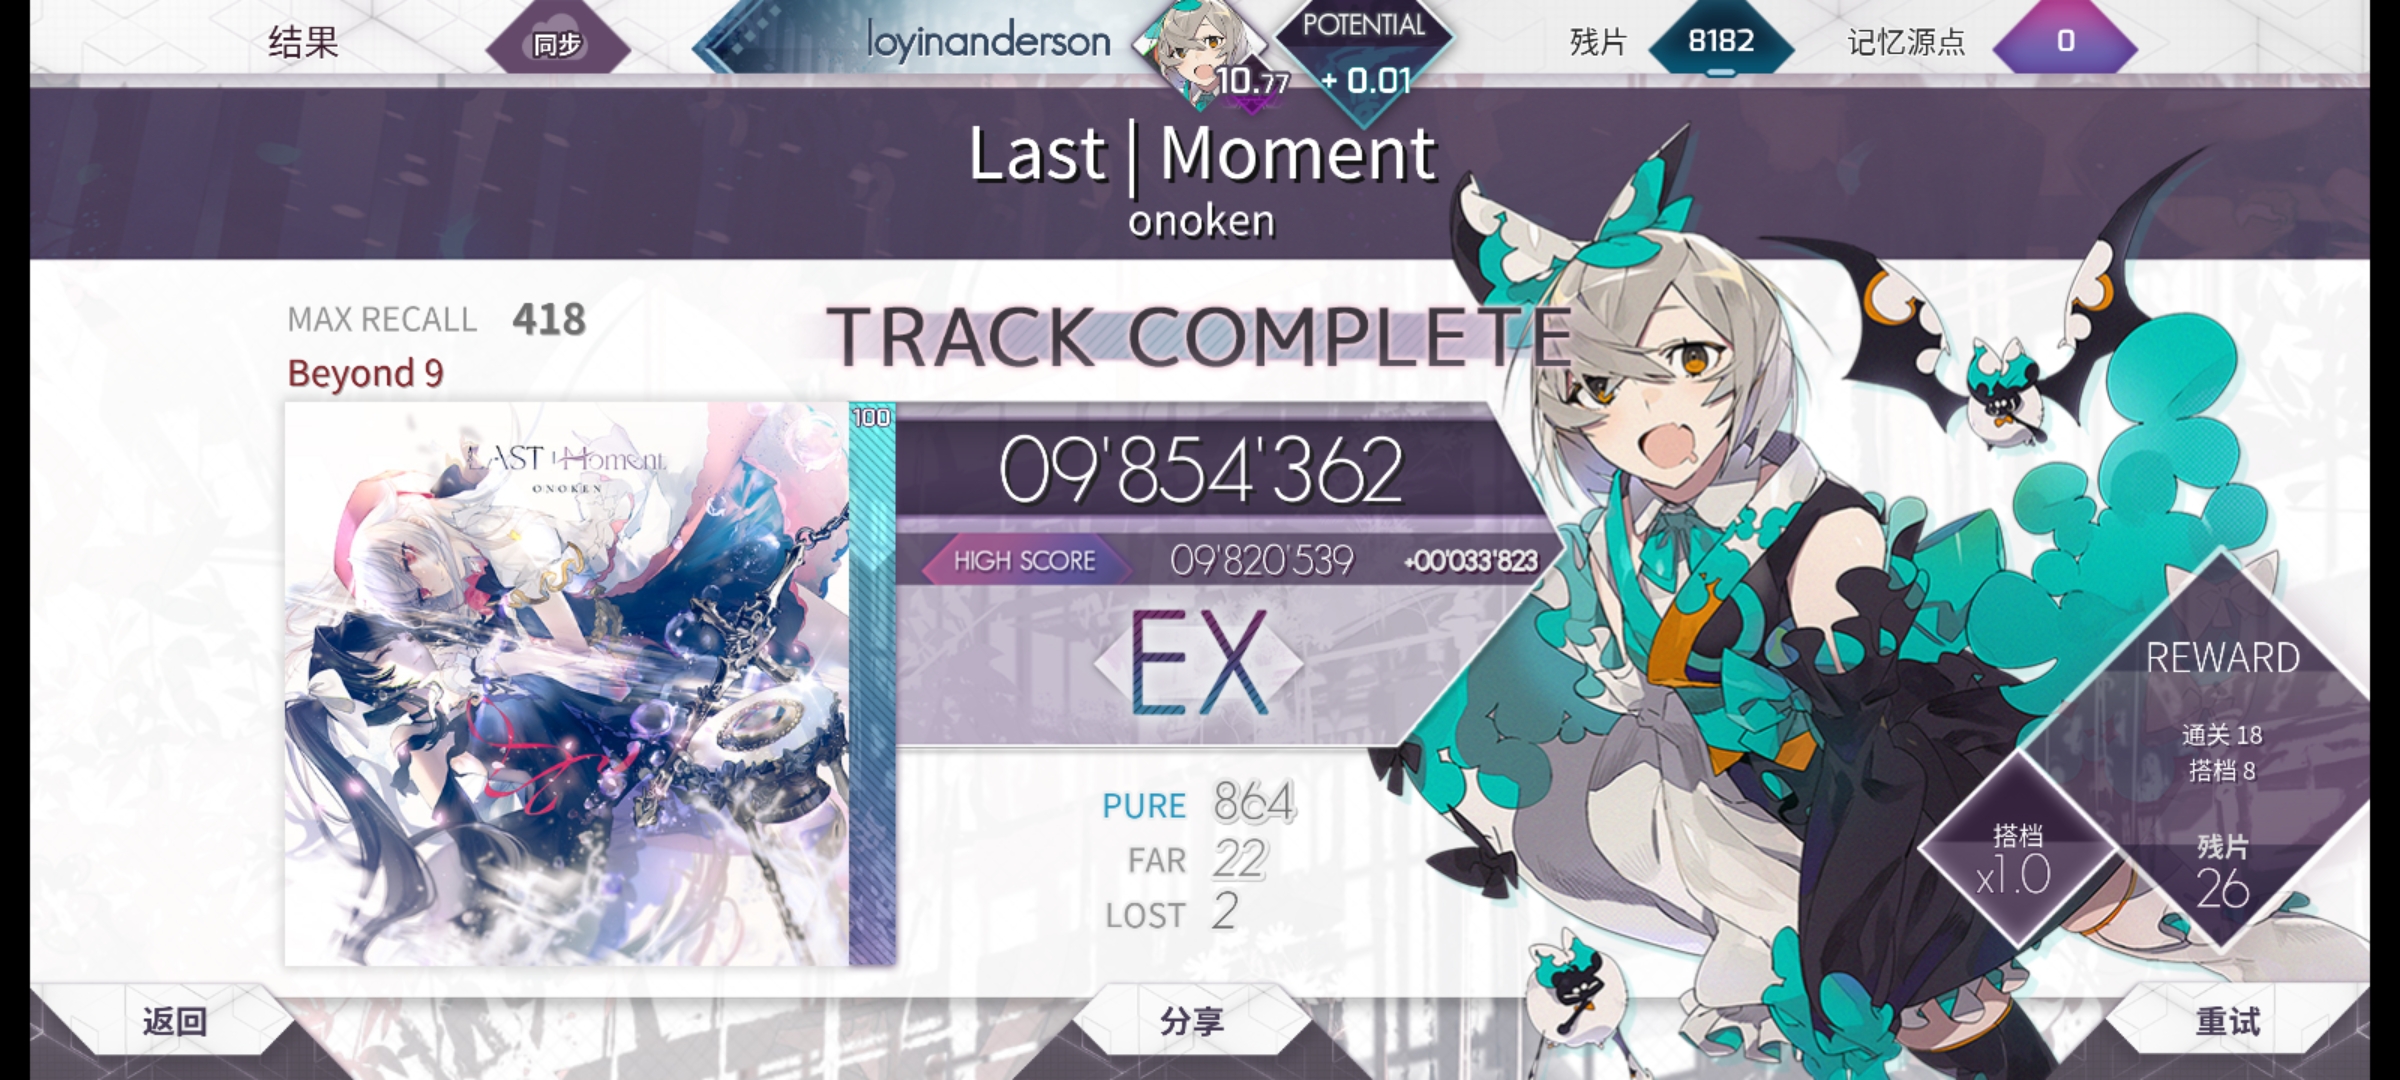 结果
同步
loyinanderson
10.77
POTENTIAL
+ 0.01
残片
8182
记忆源点
0
Last | Moment
onoken
MAX RECALL 418
Beyond 9
TRACK COMPLETE
100
LAST | Moment
ONOKEN
09'854'362
HIGH SCORE 09'820'539 +00'033'823
EX
PURE 864
FAR 22
LOST 2
REWARD
通关 18
搭档 8
残片
26
搭档
x1.0
返回
分享
重试